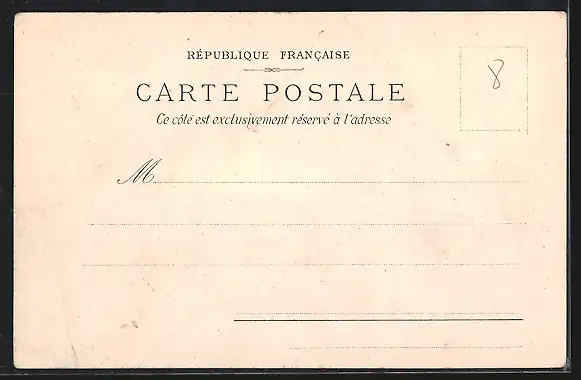 RÉPUBLIQUE FRANÇAISE
8
CARTE POSTALE
Ce côté est exclusivement réservé à l'adresse
M